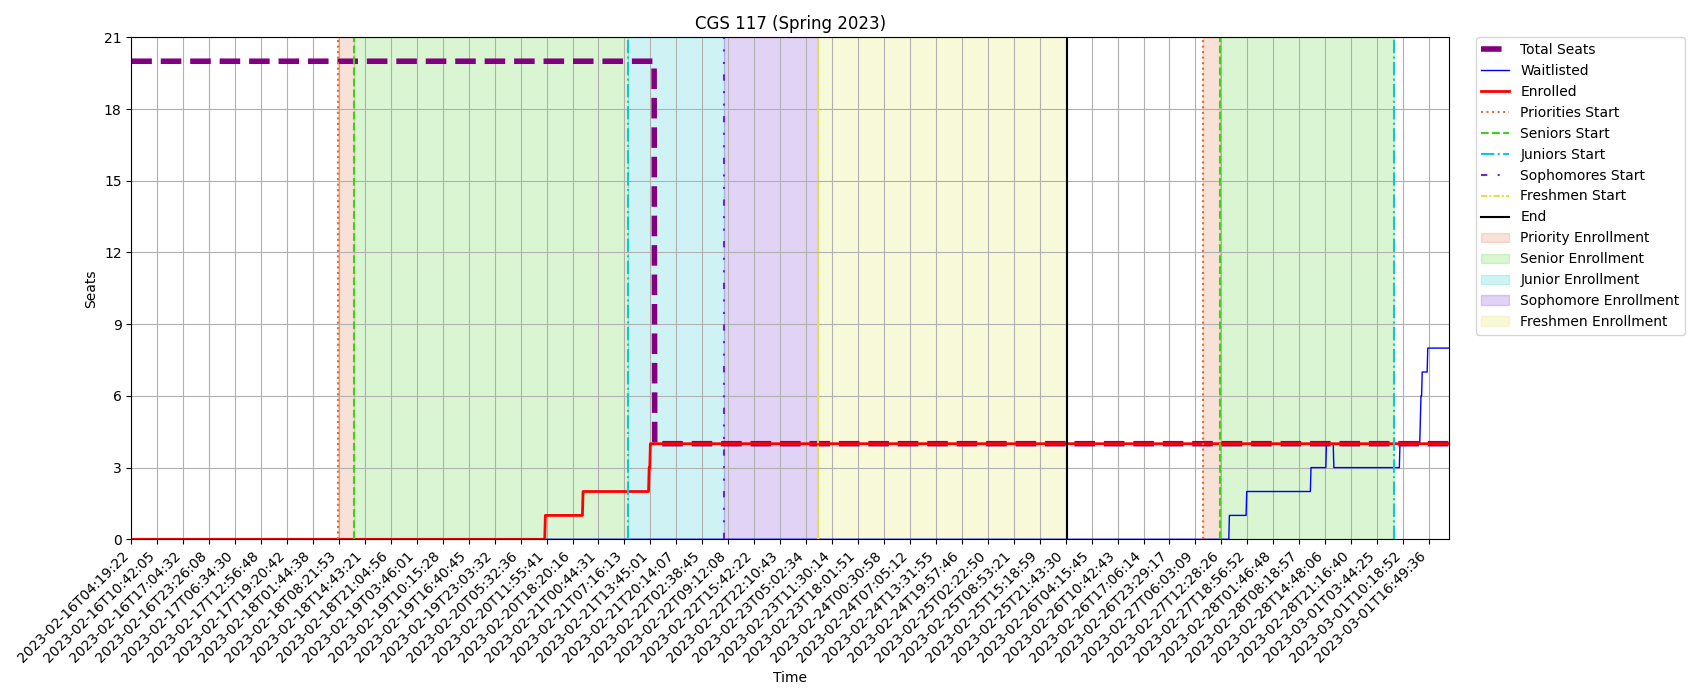 CGS 117 (Spring 2023)
21
18
15
12
9
6
3
0
Seats
2023-02-16T04:19:22
2023-02-16T10:42:05
2023-02-16T17:04:32
2023-02-16T23:26:08
2023-02-17T06:34:30
2023-02-17T12:56:48
2023-02-17T19:20:42
2023-02-18T01:44:38
2023-02-18T08:21:53
2023-02-18T14:43:21
2023-02-18T21:04:56
2023-02-19T03:46:01
2023-02-19T10:15:28
2023-02-19T16:40:45
2023-02-19T23:03:32
2023-02-20T05:32:36
2023-02-20T11:55:41
2023-02-20T18:20:16
2023-02-21T00:44:31
2023-02-21T07:16:13
2023-02-21T13:45:01
2023-02-21T20:14:07
2023-02-22T02:38:45
2023-02-22T09:12:08
2023-02-22T15:42:22
2023-02-22T22:10:43
2023-02-23T05:02:34
2023-02-23T11:30:14
2023-02-23T18:01:51
2023-02-24T00:30:58
2023-02-24T07:05:12
2023-02-24T13:31:55
2023-02-24T19:57:46
2023-02-25T02:22:50
2023-02-25T08:53:21
2023-02-25T15:18:59
2023-02-25T21:43:30
2023-02-26T04:15:45
2023-02-26T10:42:43
2023-02-26T17:06:14
2023-02-26T23:29:17
2023-02-27T06:03:09
2023-02-27T12:28:26
2023-02-27T18:56:52
2023-02-28T01:46:48
2023-02-28T08:18:57
2023-02-28T14:48:06
2023-02-28T21:16:40
2023-03-01T03:44:25
2023-03-01T10:18:52
2023-03-01T16:49:36
Time
Total Seats
Waitlisted
Enrolled
Priorities Start
Seniors Start
Juniors Start
Sophomores Start
Freshmen Start
End
Priority Enrollment
Senior Enrollment
Junior Enrollment
Sophomore Enrollment
Freshmen Enrollment